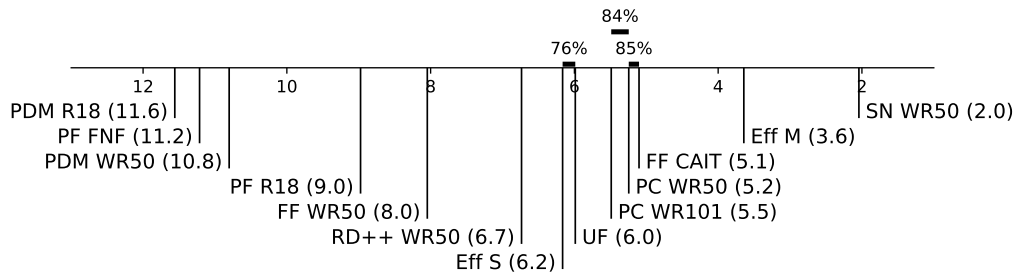 84%
76% 85%
12 10 8 6 4 2
PDM R18 (11.6) SN WR50 (2.0)
PF FNF (11.2) Eff M (3.6)
PDM WR50 (10.8) FF CAIT (5.1)
PF R18 (9.0) PC WR50 (5.2)
FF WR50 (8.0) PC WR101 (5.5)
RD++ WR50 (6.7) UF (6.0)
Eff S (6.2)